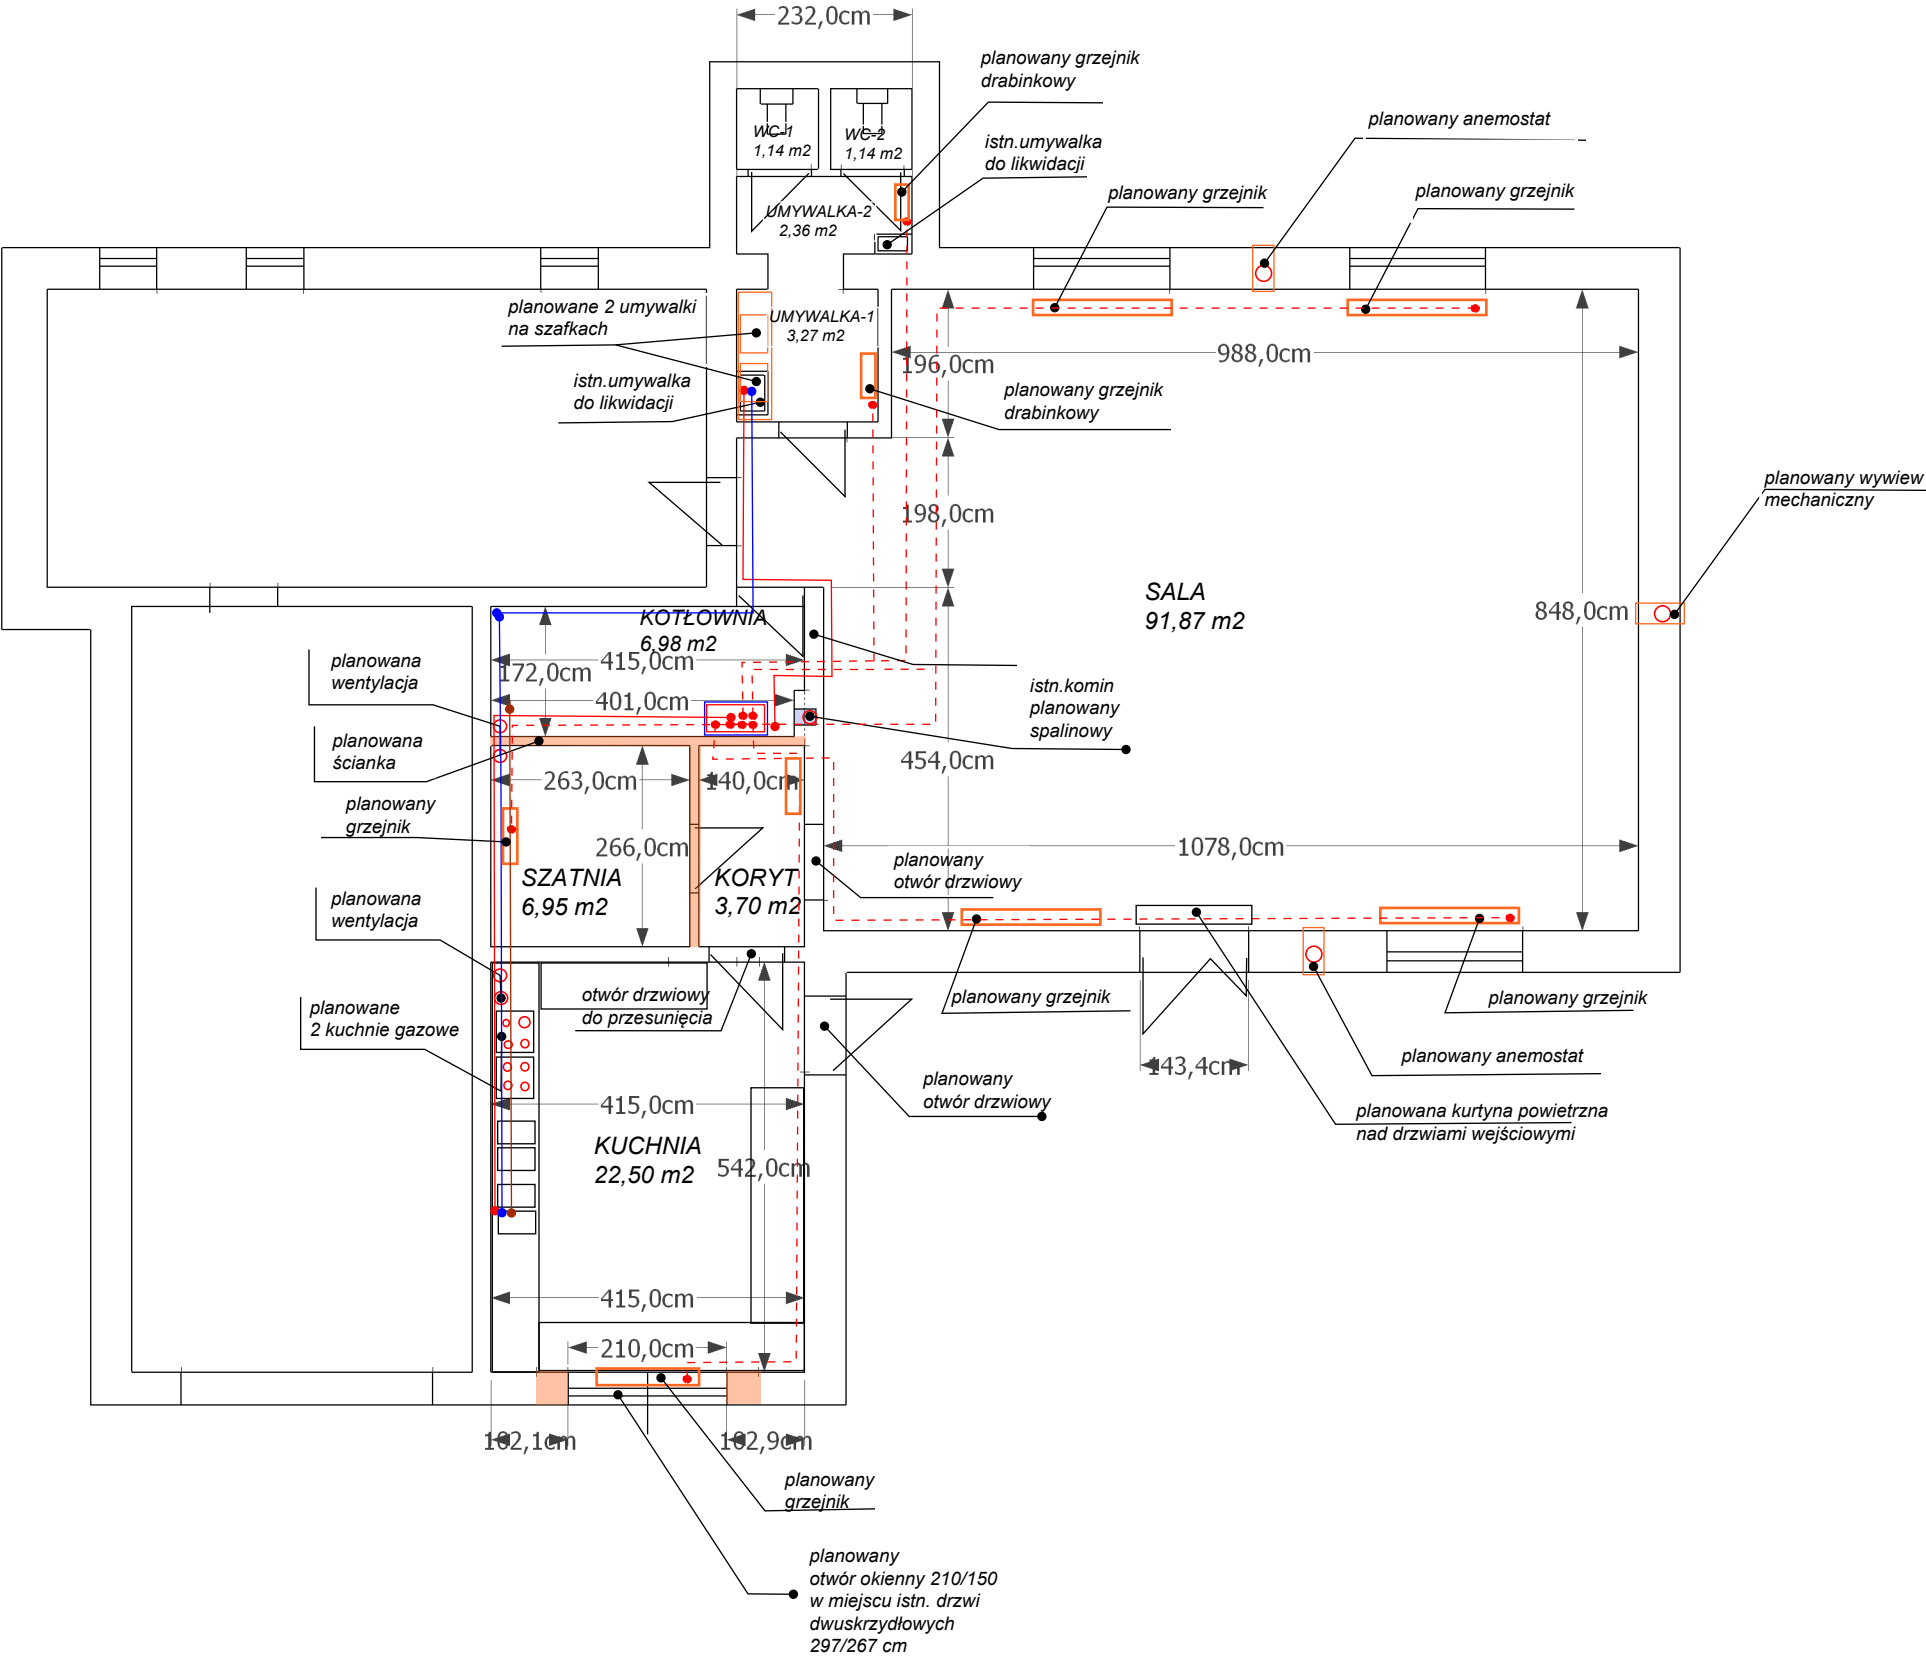 232,0cm
planowany grzejnik
drabinkowy
planowany anemostat
WC-1
1,14 m2
WC-2
1,14 m2
istn.umywalka
do likwidacji
planowany grzejnik
planowany grzejnik
UMYWALKA-2
2,36 m2
planowane 2 umywalki
na szafkach
UMYWALKA-1
3,27 m2
196,0cm
988,0cm
istn.umywalka
do likwidacji
planowany grzejnik
drabinkowy
planowany wywiew
mechaniczny
198,0cm
SALA
91,87 m2
848,0cm
KOTŁOWNIA
6,98 m2
planowana
wentylacja
172,0cm
415,0cm
401,0cm
istn.komin
planowany
spalinowy
planowana
ścianka
454,0cm
263,0cm
140,0cm
planowany
grzejnik
266,0cm
1078,0cm
planowany
otwór drzwiowy
SZATNIA
6,95 m2
KORYT
3,70 m2
planowana
wentylacja
otwór drzwiowy
do przesunięcia
planowany grzejnik
planowany grzejnik
planowane
2 kuchnie gazowe
planowany anemostat
143,4cm
planowany
otwór drzwiowy
415,0cm
planowana kurtyna powietrzna
nad drzwiami wejściowymi
KUCHNIA
22,50 m2
542,0cm
415,0cm
210,0cm
102,1cm
102,9cm
planowany
grzejnik
planowany
otwór okienny 210/150
w miejscu istn. drzwi
dwuskrzydłowych
297/267 cm